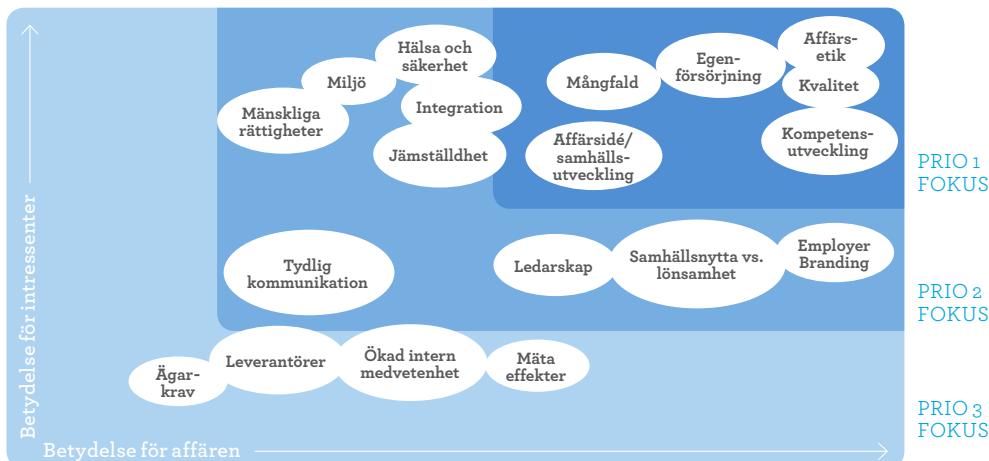 Affärs-
etik
Hälsa och
säkerhet
Egen-
försörjning
Miljö
Mångfald
Kvalitet
Integration
Mänskliga
rättigheter
Affärsidé/
samhälls-
utveckling
Kompetens-
utveckling
Jämställdhet
PRIO 1
FOKUS
Tydlig
kommunikation
Ledarskap
Samhällsnytta vs.
lönsamhet
Employer
Branding
PRIO 2
FOKUS
Ägar-
krav
Leverantörer
Ökad intern
medvetenhet
Mäta
effekter
PRIO 3
FOKUS
Betydelse för intressenter
Betydelse för affären